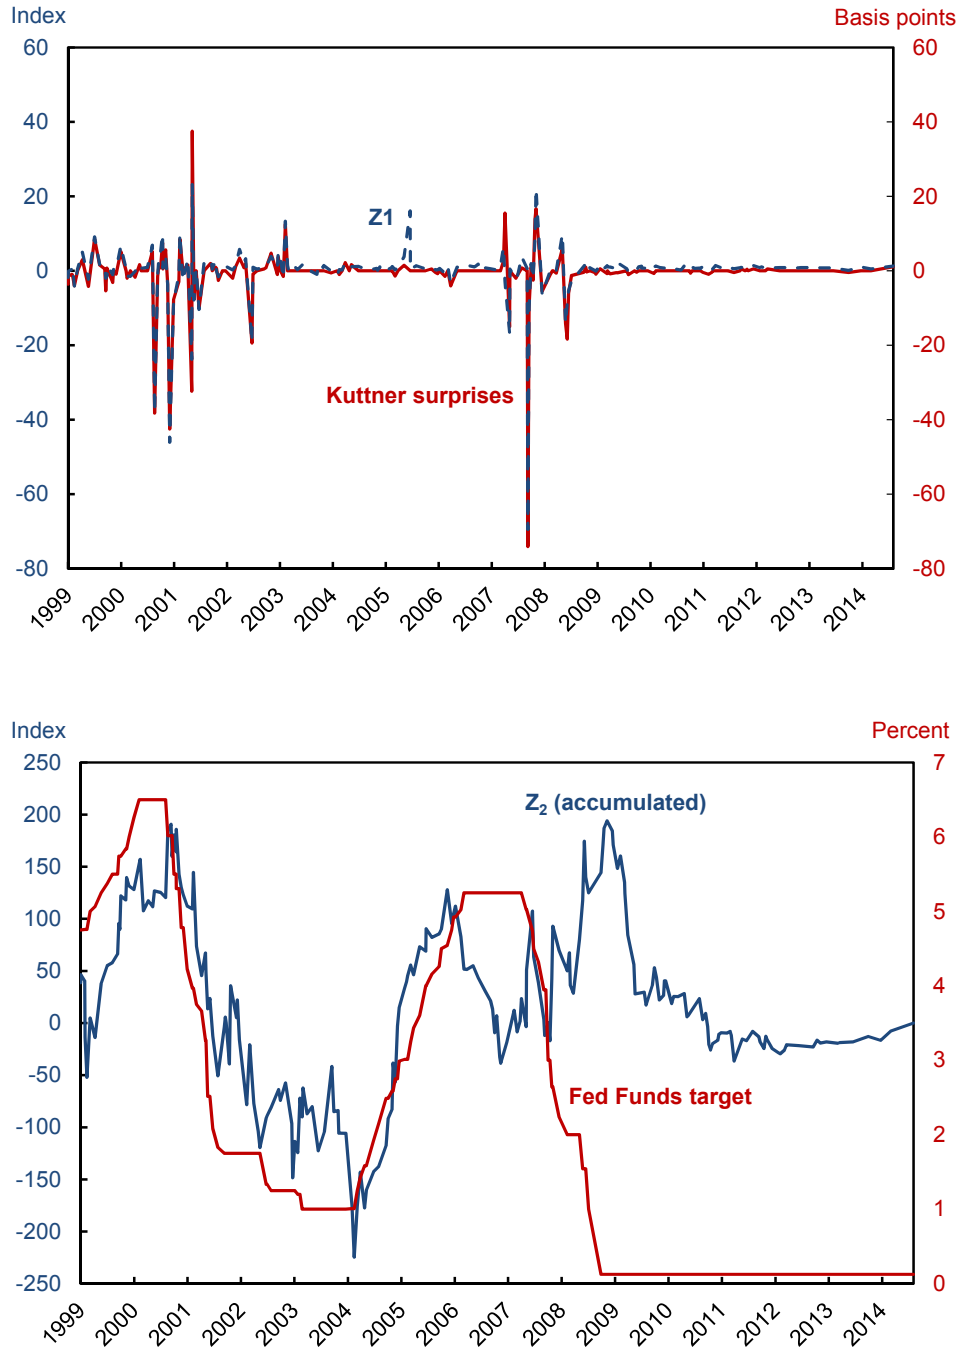 Index Basis points
60 60
40 40
20 20
Z1
0 0
-20 -20
Kuttner surprises
-40 -40
-60 -60
-80 -80
1999 2000 2001 2002 2003 2004 2005 2006 2007 2008 2009 2010 2011 2012 2013 2014
Index Percent
250 7
Z2 (accumulated)
200
6
150
100 5
50
4
0
3
-50
Fed Funds target
-100 2
-150
1
-200
-250 0
1999 2000 2001 2002 2003 2004 2005 2006 2007 2008 2009 2010 2011 2012 2013 2014